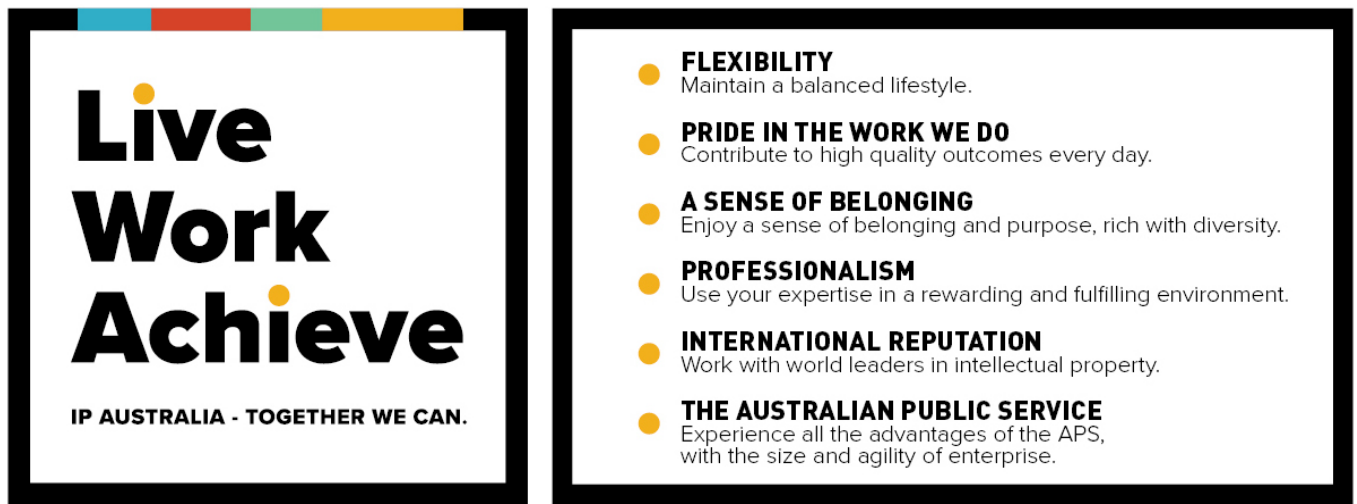 Live
Work
Achieve
IP AUSTRALIA - TOGETHER WE CAN.
FLEXIBILITY
Maintain a balanced lifestyle.
PRIDE IN THE WORK WE DO
Contribute to high quality outcomes every day.
A SENSE OF BELONGING
Enjoy a sense of belonging and purpose, rich with diversity.
PROFESSIONALISM
Use your expertise in a rewarding and fulfilling environment.
INTERNATIONAL REPUTATION
Work with world leaders in intellectual property.
THE AUSTRALIAN PUBLIC SERVICE
Experience all the advantages of the APS,
with the size and agility of enterprise.